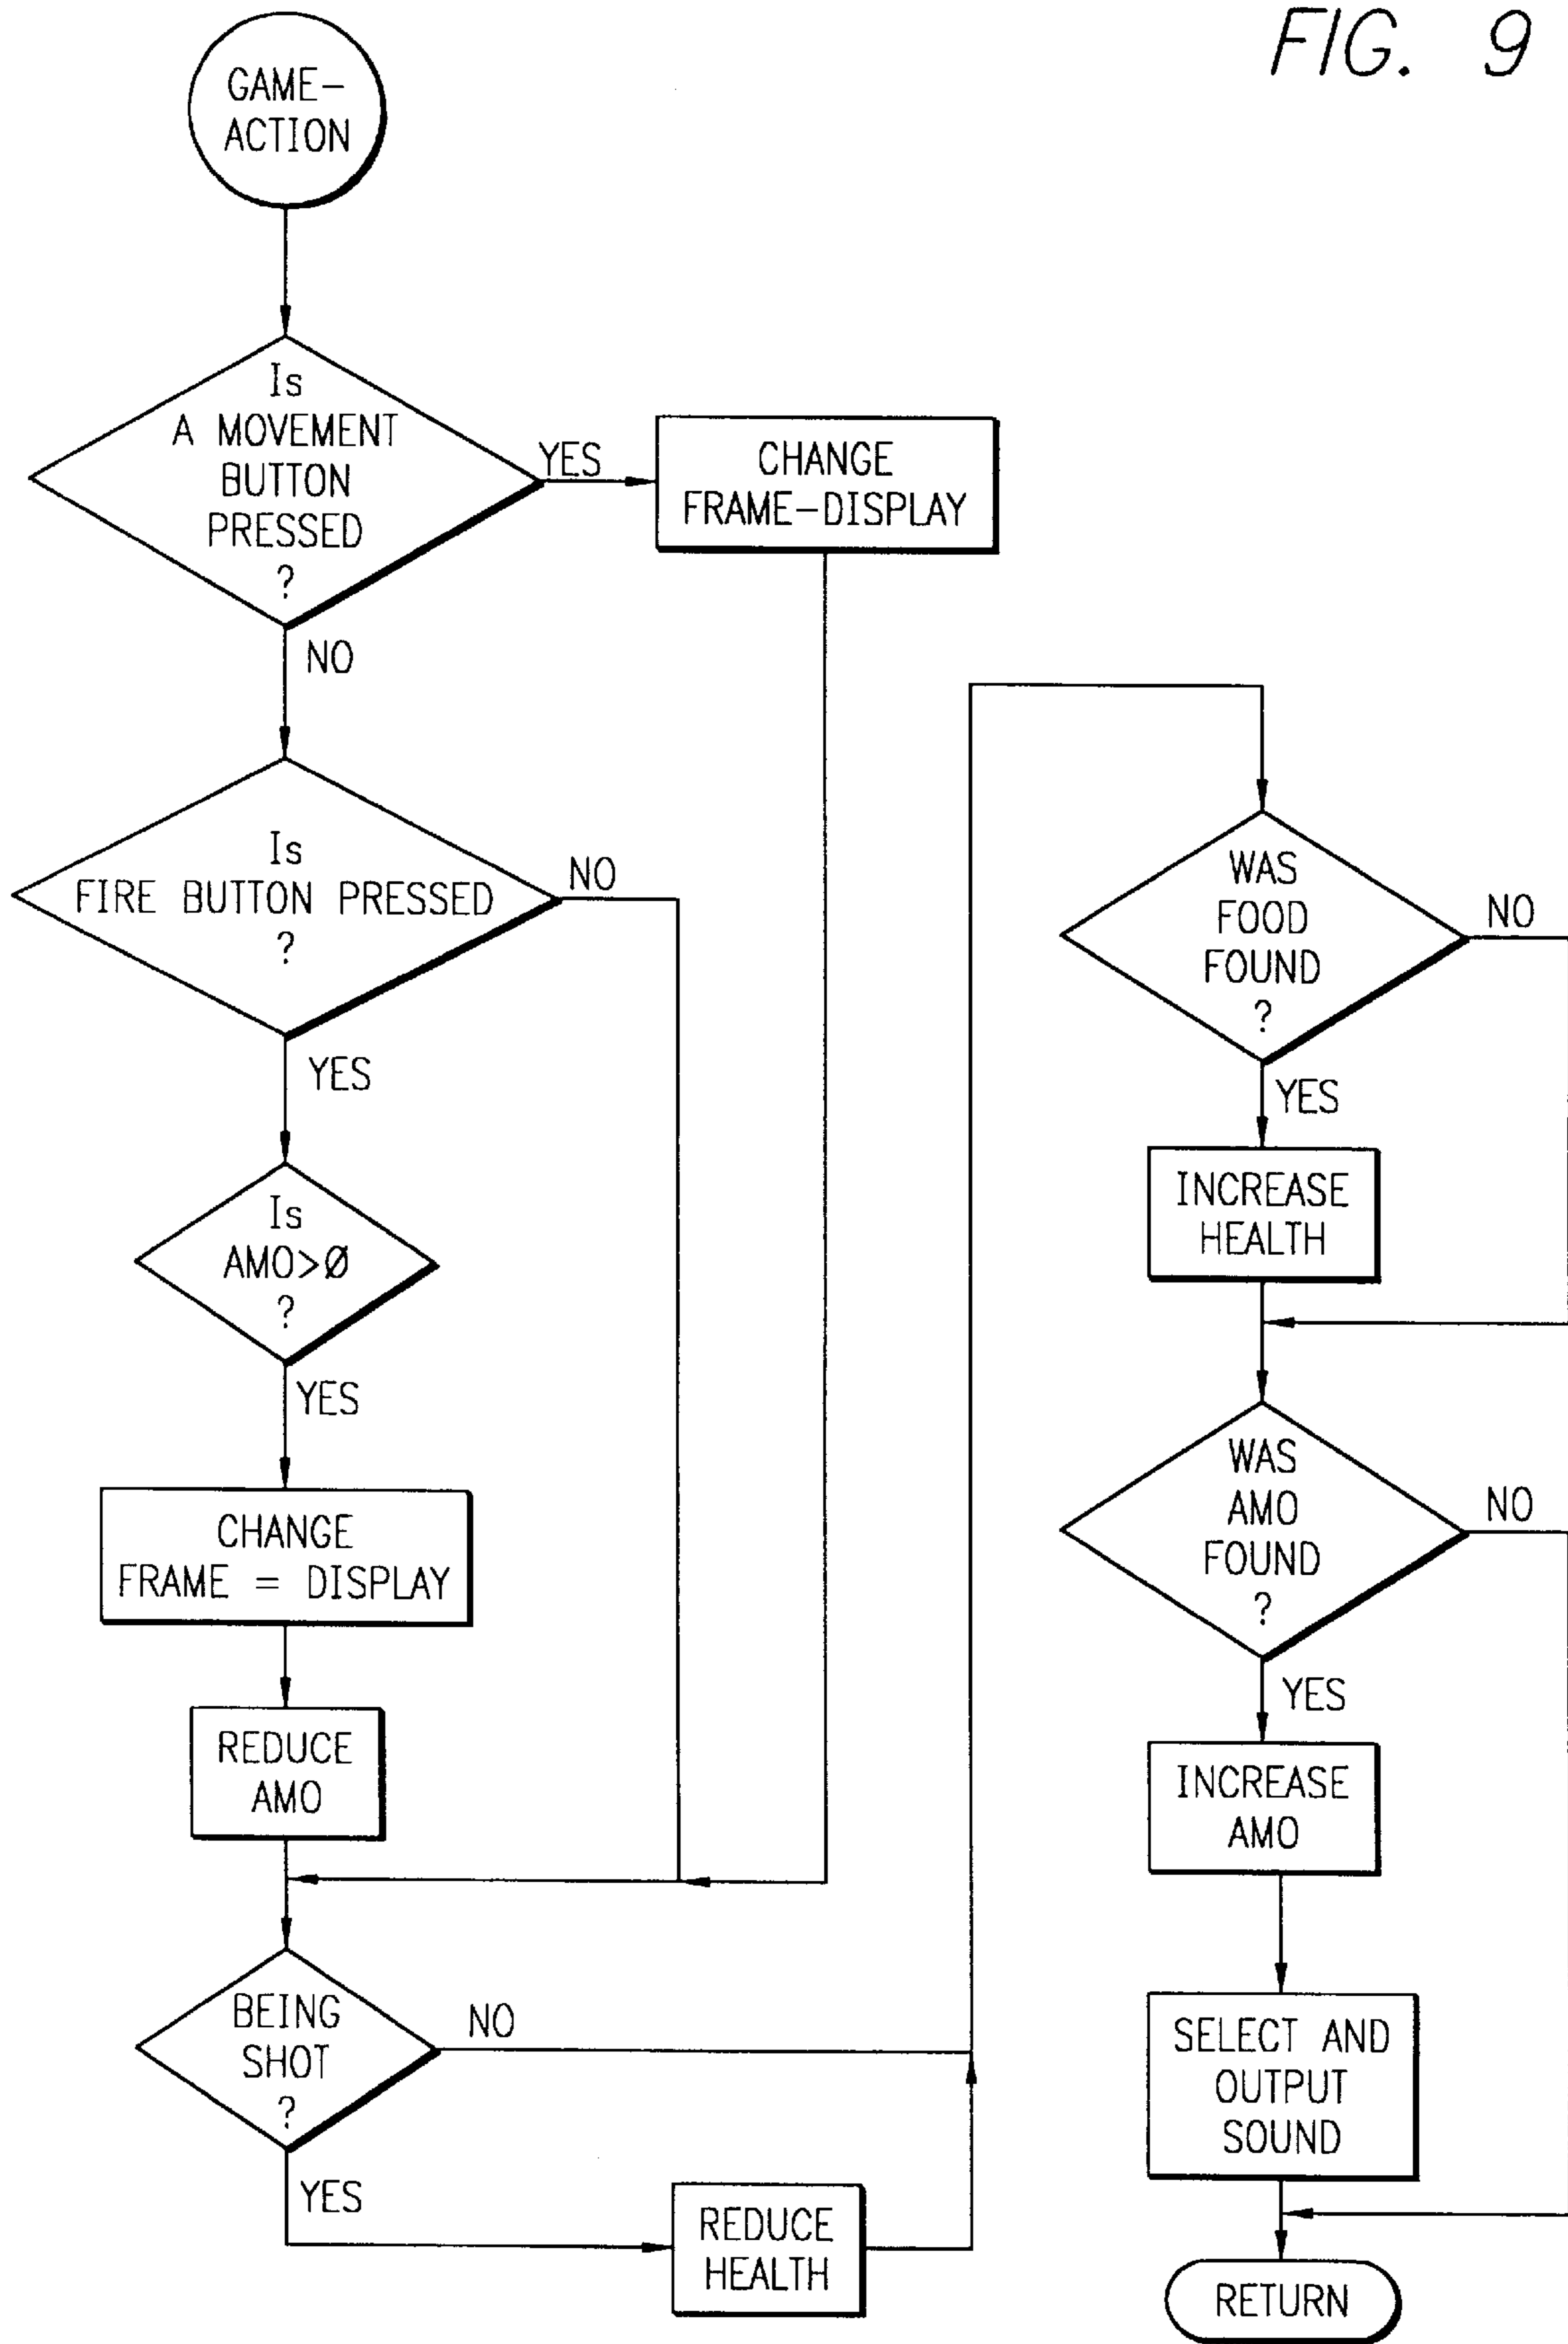 FIG. 9
GAME-
ACTION
Is
A MOVEMENT
BUTTON
PRESSED
?
YES
CHANGE
FRAME-DISPLAY
NO
Is
FIRE BUTTON PRESSED
?
NO
YES
Is
AMO>Ø
?
YES
CHANGE
FRAME = DISPLAY
REDUCE
AMO
BEING
SHOT
?
NO
YES
REDUCE
HEALTH
WAS
FOOD
FOUND
?
NO
YES
INCREASE
HEALTH
WAS
AMO
FOUND
?
NO
YES
INCREASE
AMO
SELECT AND
OUTPUT
SOUND
RETURN